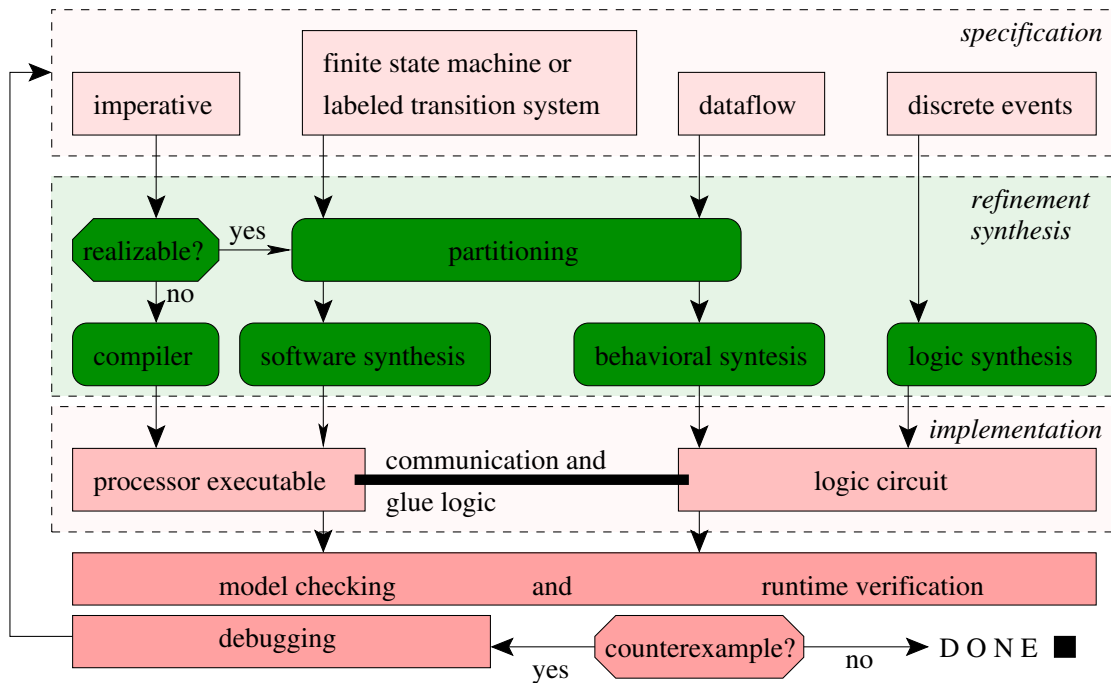 specification
finite state machine or
labeled transition system
imperative
dataflow
discrete events
refinement
synthesis
realizable?
yes
partitioning
no
compiler
software synthesis
behavioral syntesis
logic synthesis
implementation
processor executable
communication and
glue logic
logic circuit
model checking and runtime verification
debugging
yes
counterexample?
no
D O N E